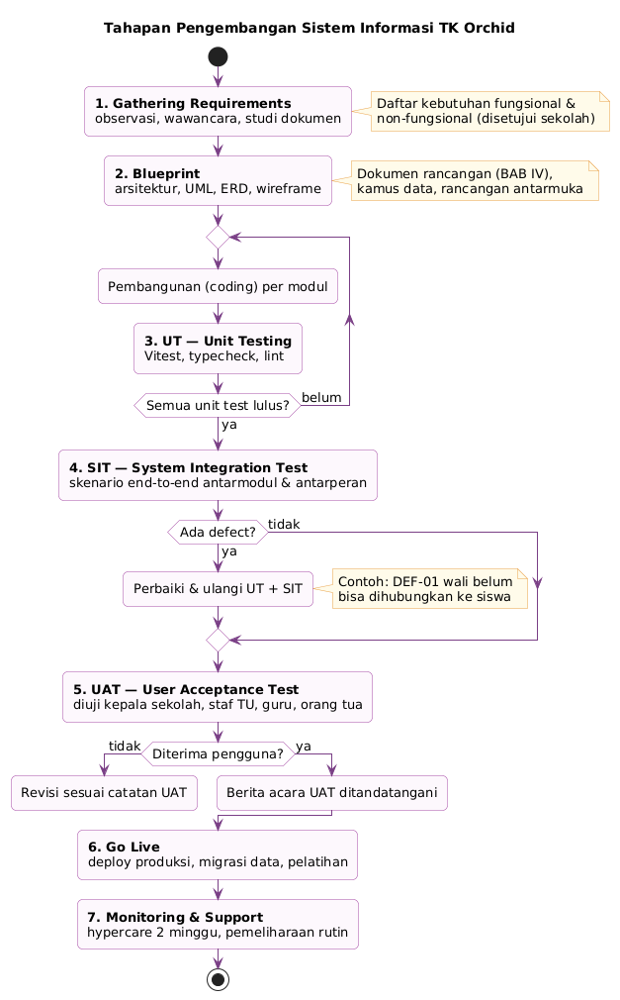 Tahapan Pengembangan Sistem Informasi TK Orchid
1. Gathering Requirements
observasi, wawancara, studi dokumen
Daftar kebutuhan fungsional &
non-fungsional (disetujui sekolah)
2. Blueprint
arsitektur, UML, ERD, wireframe
Dokumen rancangan (BAB IV),
kamus data, rancangan antarmuka
Pembangunan (coding) per modul
3. UT — Unit Testing
Vitest, typecheck, lint
Semua unit test lulus?
belum
ya
4. SIT — System Integration Test
skenario end-to-end antarmodul & antarperan
Ada defect?
tidak
ya
Perbaiki & ulangi UT + SIT
Contoh: DEF-01 wali belum
bisa dihubungkan ke siswa
5. UAT — User Acceptance Test
diuji kepala sekolah, staf TU, guru, orang tua
tidak
Diterima pengguna?
ya
Revisi sesuai catatan UAT
Berita acara UAT ditandatangani
6. Go Live
deploy produksi, migrasi data, pelatihan
7. Monitoring & Support
hypercare 2 minggu, pemeliharaan rutin